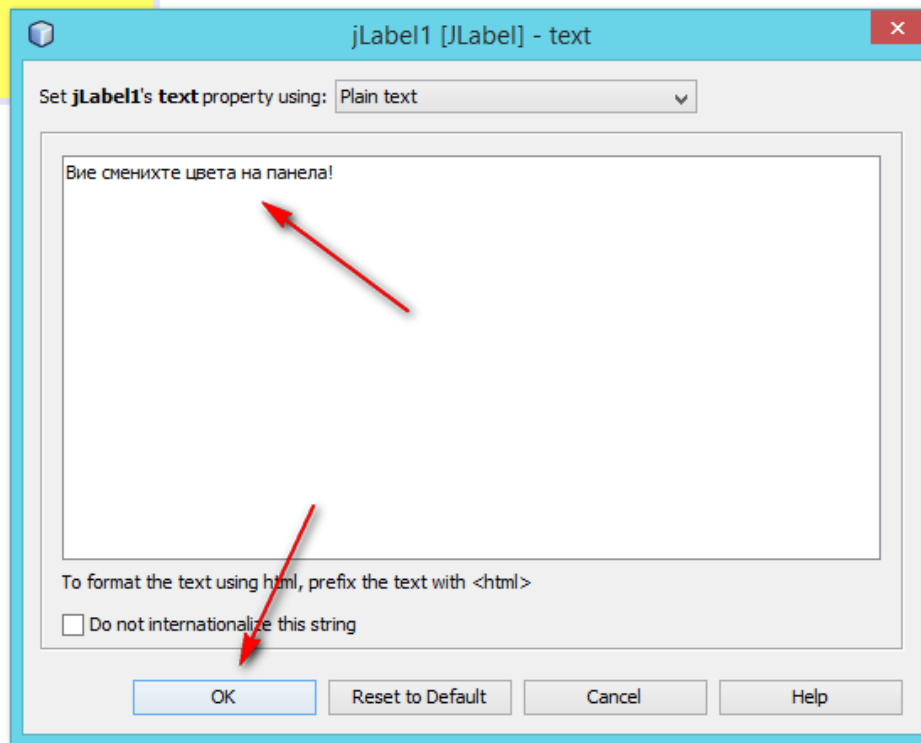 jLabel1 [JLabel] - text
Set jLabel1's text property using: Plain text
Вие сменихте цвета на панела!
To format the text using html, prefix the text with <html>
Do not internationalize this string
OK Reset to Default Cancel Help